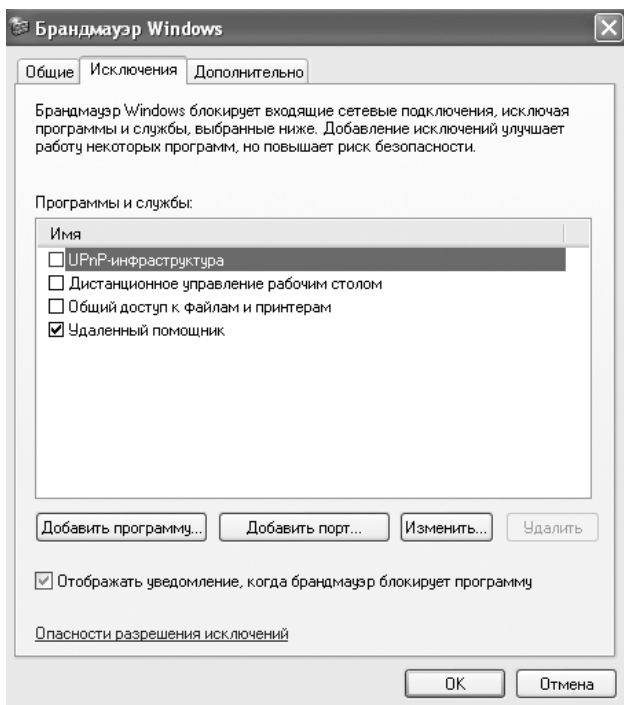 Брандмауэр Windows
Общие Исключения Дополнительно
Брандмауэр Windows блокирует входящие сетевые подключения, исключая
программы и службы, выбранные ниже. Добавление исключений улучшает
работу некоторых программ, но повышает риск безопасности.
Программы и службы:
Имя
UPnP-инфраструктура
Дистанционное управление рабочим столом
Общий доступ к файлам и принтерам
Удаленный помощник
Добавить программу... Добавить порт... Изменить... Удалить
Отображать уведомление, когда брандмауэр блокирует программу
Опасности разрешения исключений
OK Отмена